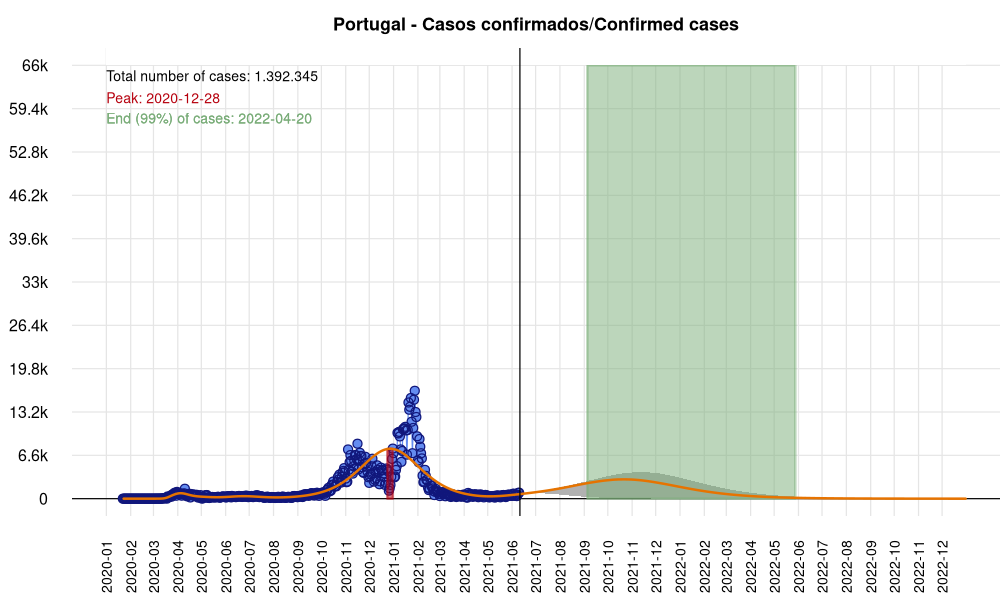 Portugal - Casos confirmados/Confirmed cases
Total number of cases: 1.392.345
Peak: 2020-12-28
End (99%) of cases: 2022-04-20
66k
59.4k
52.8k
46.2k
39.6k
33k
26.4k
19.8k
13.2k
6.6k
0
2020-01
2020-02
2020-03
2020-04
2020-05
2020-06
2020-07
2020-08
2020-09
2020-10
2020-11
2020-12
2021-01
2021-02
2021-03
2021-04
2021-05
2021-06
2021-07
2021-08
2021-09
2021-10
2021-11
2021-12
2022-01
2022-02
2022-03
2022-04
2022-05
2022-06
2022-07
2022-08
2022-09
2022-10
2022-11
2022-12